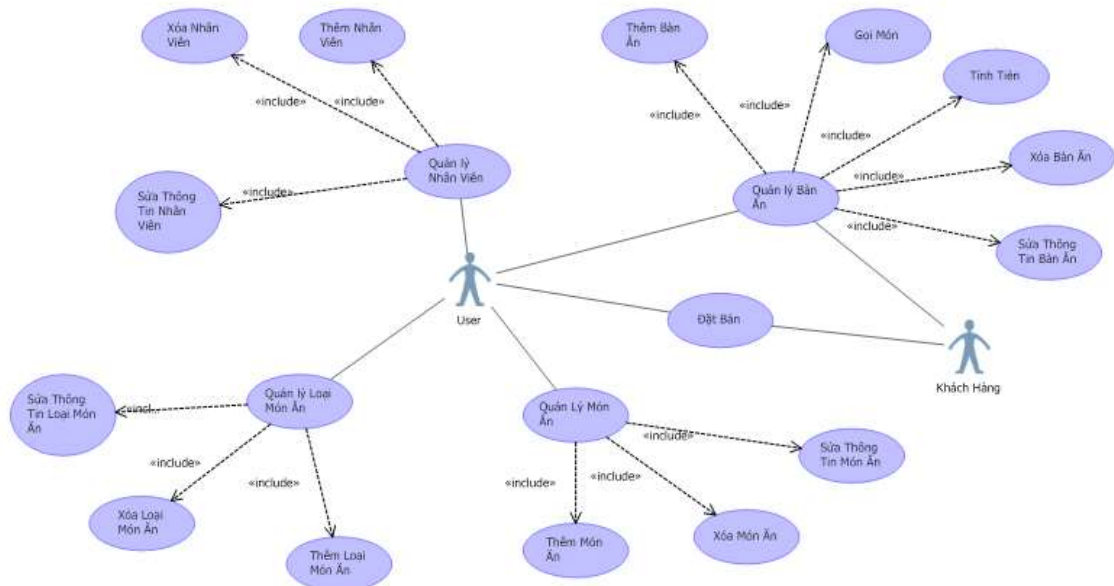 Xóa Nhân
Viên
Thêm Nhân
Viên
«include»
«include»
Quản lý
Nhân Viên
Sửa Thông
Tin Nhân
Viên
«include»
Thêm Bàn
Ăn
Gọi Món
Tính Tiền
«include»
«include»
«include»
Xóa Bàn Ăn
Quản lý Bàn
Ăn
«include»
«include»
Sửa Thông
Tin Bàn Ăn
User
Đặt Bàn
Khách Hàng
Quản lý Loại
Món Ăn
Sửa Thông
Tin Loại Món
Ăn
«incl..
«include»
«include»
Xóa Loại
Món Ăn
Thêm Loại
Món Ăn
Quản Lý Món
Ăn
«include»
Sửa Thông
Tin Món Ăn
«include»
«include»
Thêm Món
Ăn
Xóa Món Ăn